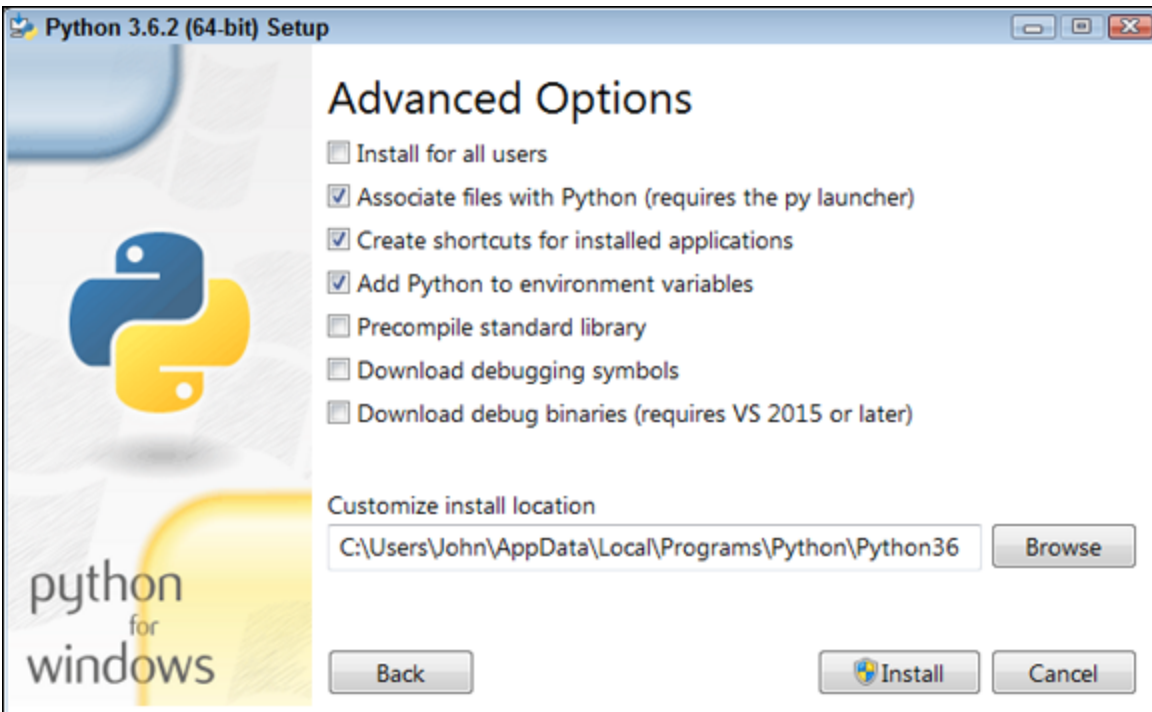 Python 3.6.2 (64-bit) Setup
Advanced Options
Install for all users
Associate files with Python (requires the py launcher)
Create shortcuts for installed applications
Add Python to environment variables
Precompile standard library
Download debugging symbols
Download debug binaries (requires VS 2015 or later)
Customize install location
C:\Users\John\AppData\Local\Programs\Python\Python36
Browse
python
for
windows
Back
Install
Cancel